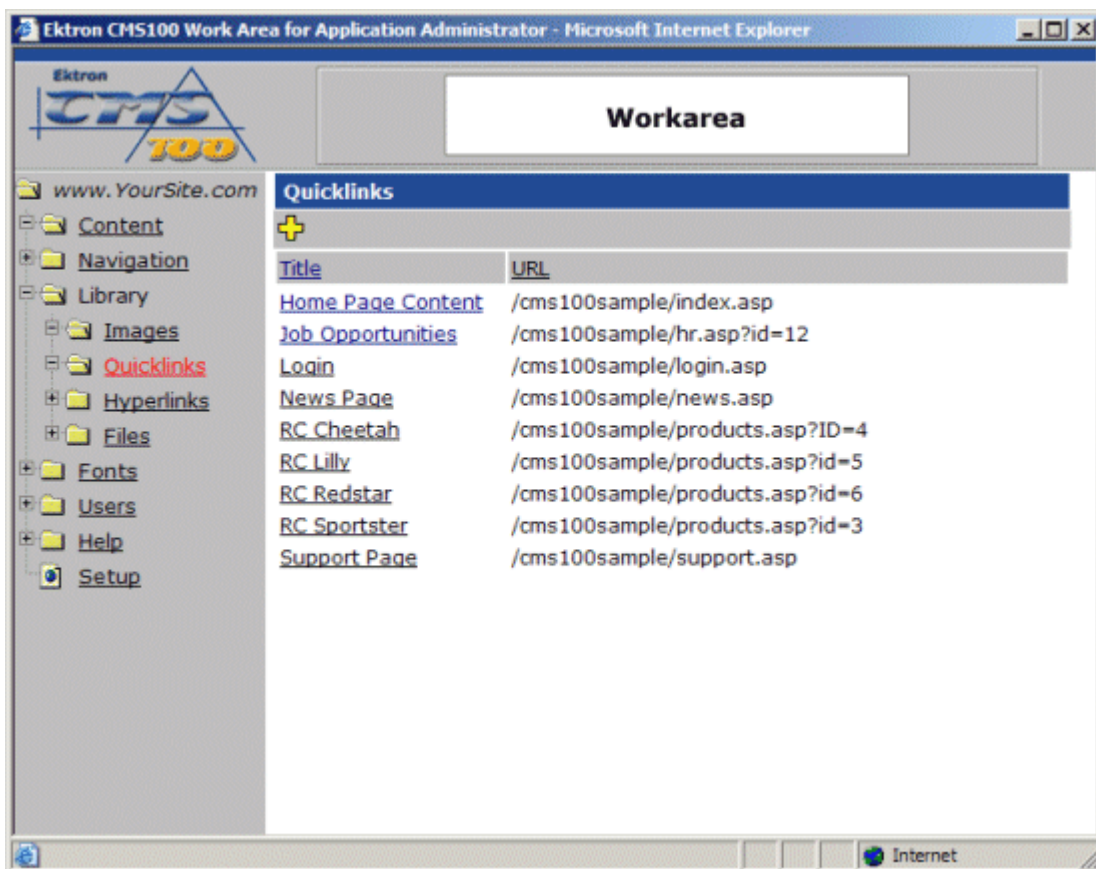 Ektron CMS100 Work Area for Application Administrator - Microsoft Internet Explorer
Ektron
CMS
100
Workarea
www.YourSite.com
Content
Navigation
Library
Images
Quicklinks
Hyperlinks
Files
Fonts
Users
Help
Setup
Quicklinks
Title URL
Home Page Content /cms100sample/index.asp
Job Opportunities /cms100sample/hr.asp?id=12
Login /cms100sample/login.asp
News Page /cms100sample/news.asp
RC Cheetah /cms100sample/products.asp?ID=4
RC Lilly /cms100sample/products.asp?id=5
RC Redstar /cms100sample/products.asp?id=6
RC Sportster /cms100sample/products.asp?id=3
Support Page /cms100sample/support.asp
Internet